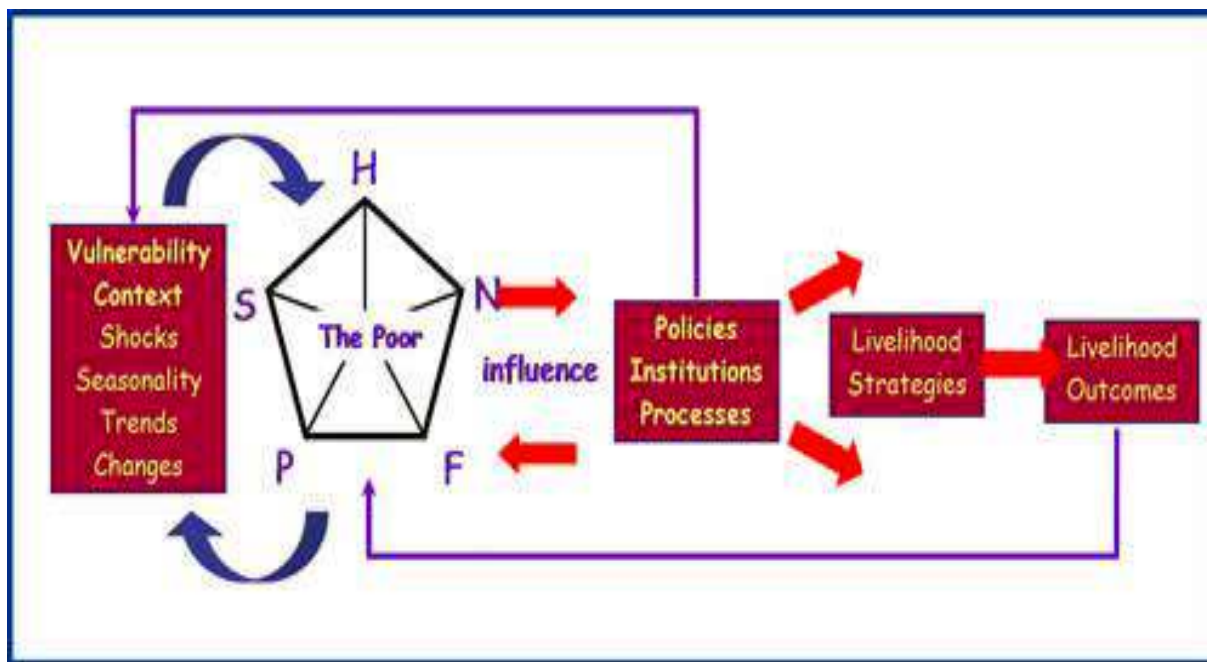 Vulnerability
Context
Shocks
Seasonality
Trends
Changes
H
S
N
The Poor
P
F
influence
Policies
Institutions
Processes
Livelihood
Strategies
Livelihood
Outcomes